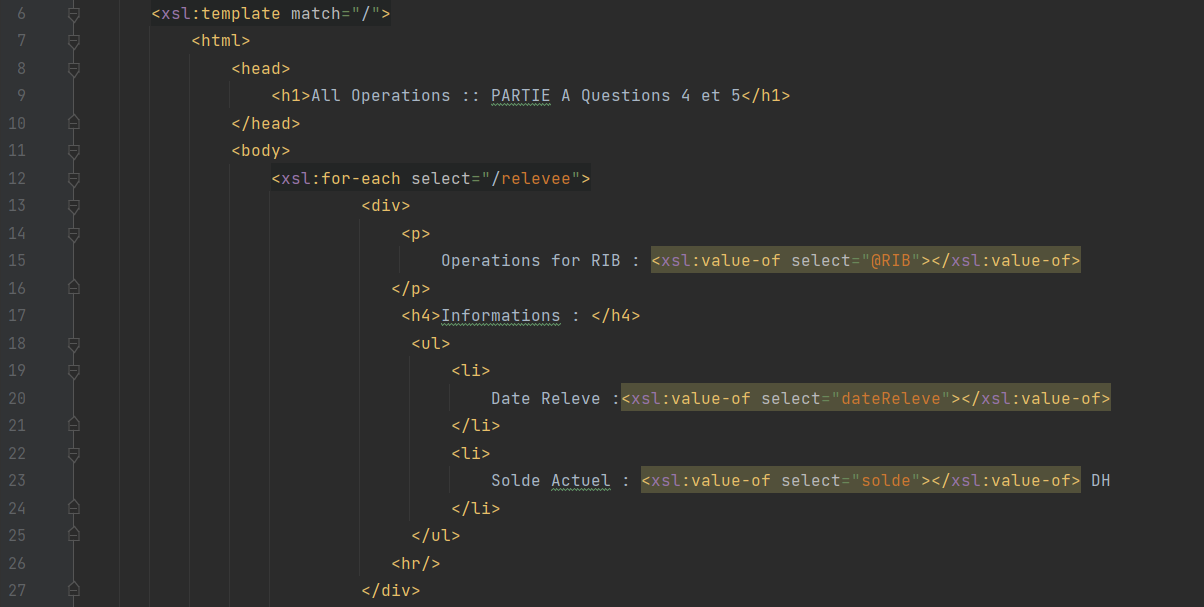 6 <xsl:template match="/">
7 <html>
8 <head>
9 <h1>All Operations :: PARTIE A Questions 4 et 5</h1>
10 </head>
11 <body>
12 <xsl:for-each select="/relevee">
13 <div>
14 <p>
15 Operations for RIB : <xsl:value-of select="@RIB"></xsl:value-of>
16 </p>
17 <h4>Informations : </h4>
18 <ul>
19 <li>
20 Date Releve :<xsl:value-of select="dateReleve"></xsl:value-of>
21 </li>
22 <li>
23 Solde Actuel : <xsl:value-of select="solde"></xsl:value-of> DH
24 </li>
25 </ul>
26 <hr/>
27 </div>